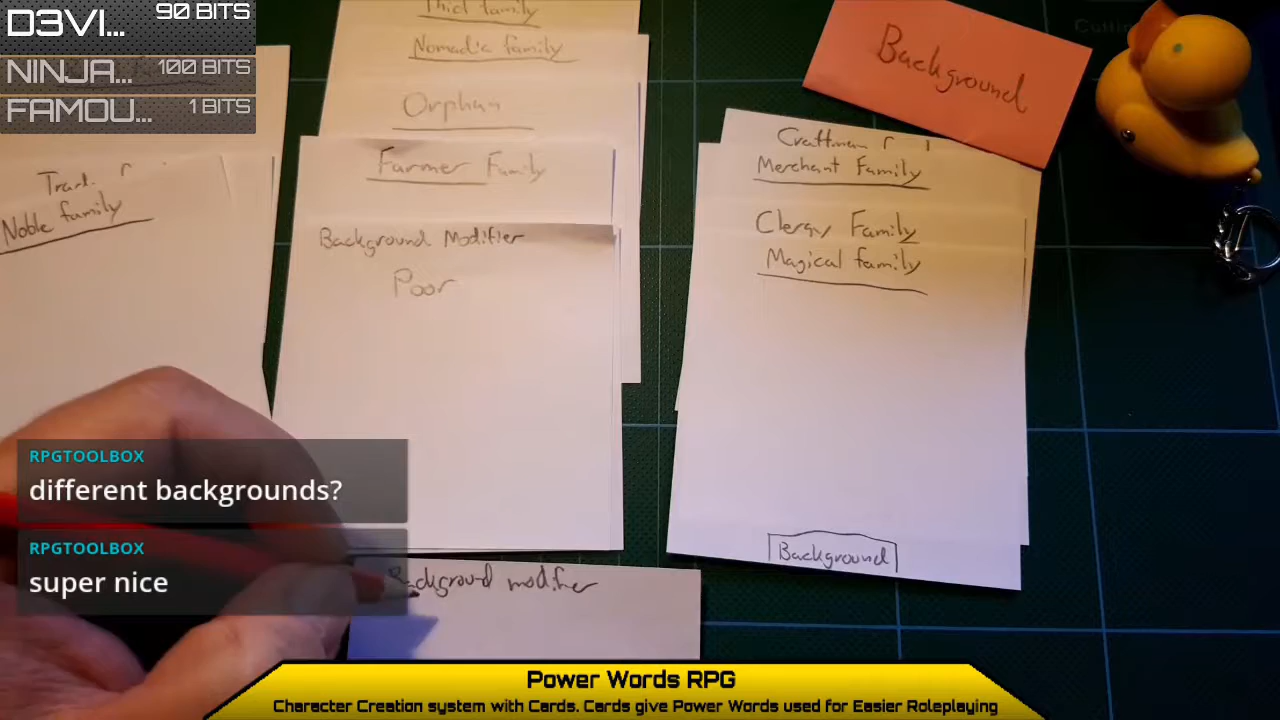 D3VI... 90 BITS
NINJA... 100 BITS
FAMOU... 1 BITS
Thief family
Nomadic family
Orphan
Farmer Family
Background Modifier
Poor
Noble family
Background
Craftman
Merchant Family
Clergy Family
Magical family
Background
Background modifier
RPGTOOLBOX
different backgrounds?
RPGTOOLBOX
super nice
Power Words RPG
Character Creation system with Cards. Cards give Power Words used for Easier Roleplaying